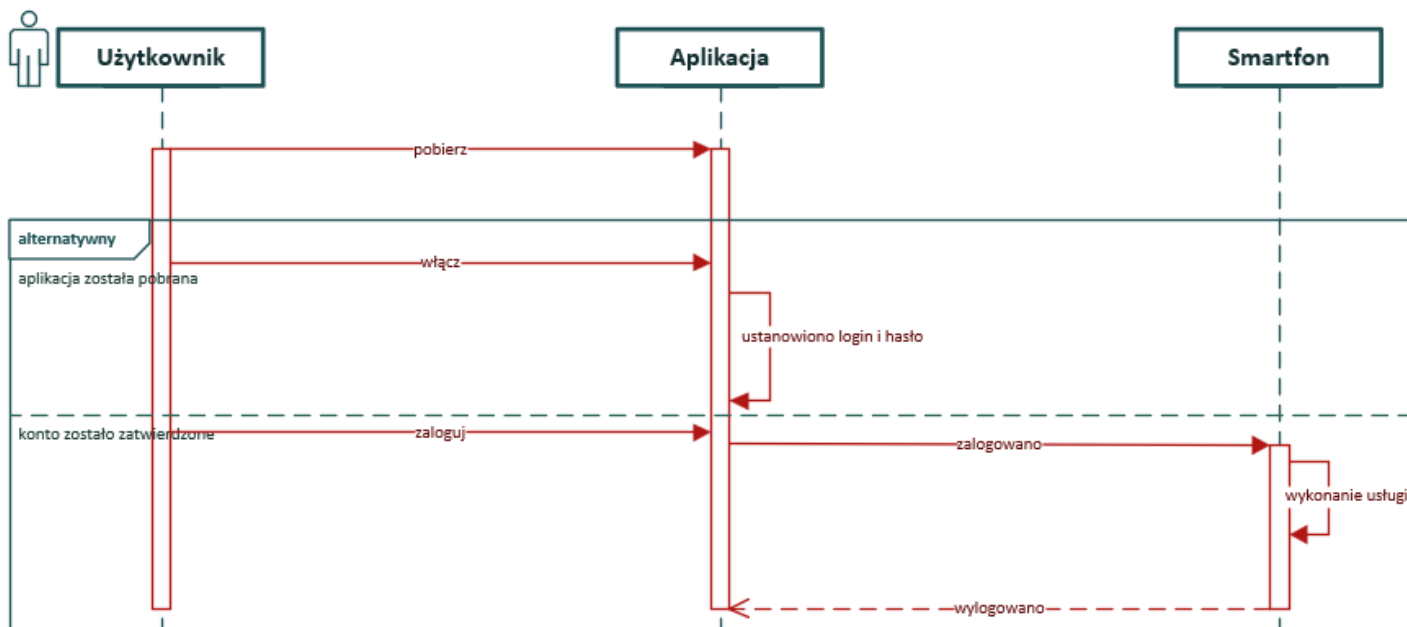 Użytkownik
Aplikacja
Smartfon
pobierz
alternatywny
włącz
aplikacja została pobrana
ustanowiono login i hasło
konto zostało zatwierdzone
zaloguj
zalogowano
wykonanie usługi
wylogowano